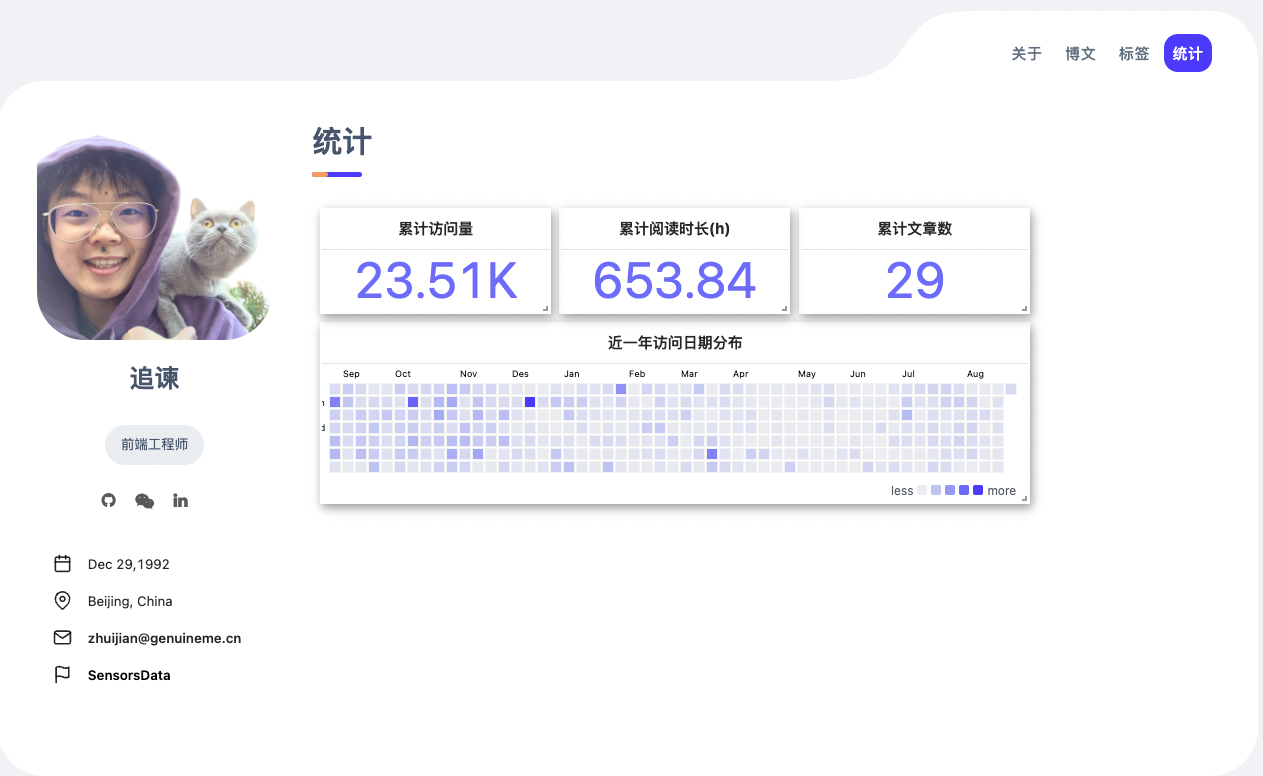 关于 博文 标签 统计
统计
累计访问量 累计阅读时长(h) 累计文章数
23.51K 653.84 29
近一年访问日期分布
Sep Oct Nov Des Jan Feb Mar Apr May Jun Jul Aug
less more
追谏
前端工程师
Dec 29,1992
Beijing, China
zhuijian@genuineme.cn
SensorsData